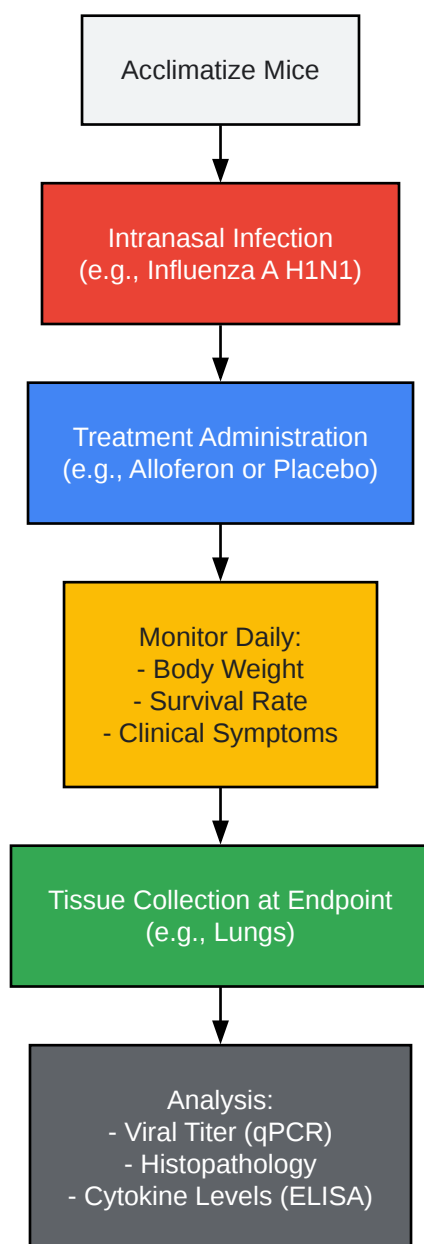 Acclimatize Mice
Intranasal Infection
(e.g., Influenza A H1N1)
Treatment Administration
(e.g., Alloferon or Placebo)
Monitor Daily:
- Body Weight
- Survival Rate
- Clinical Symptoms
Tissue Collection at Endpoint
(e.g., Lungs)
Analysis:
- Viral Titer (qPCR)
- Histopathology
- Cytokine Levels (ELISA)